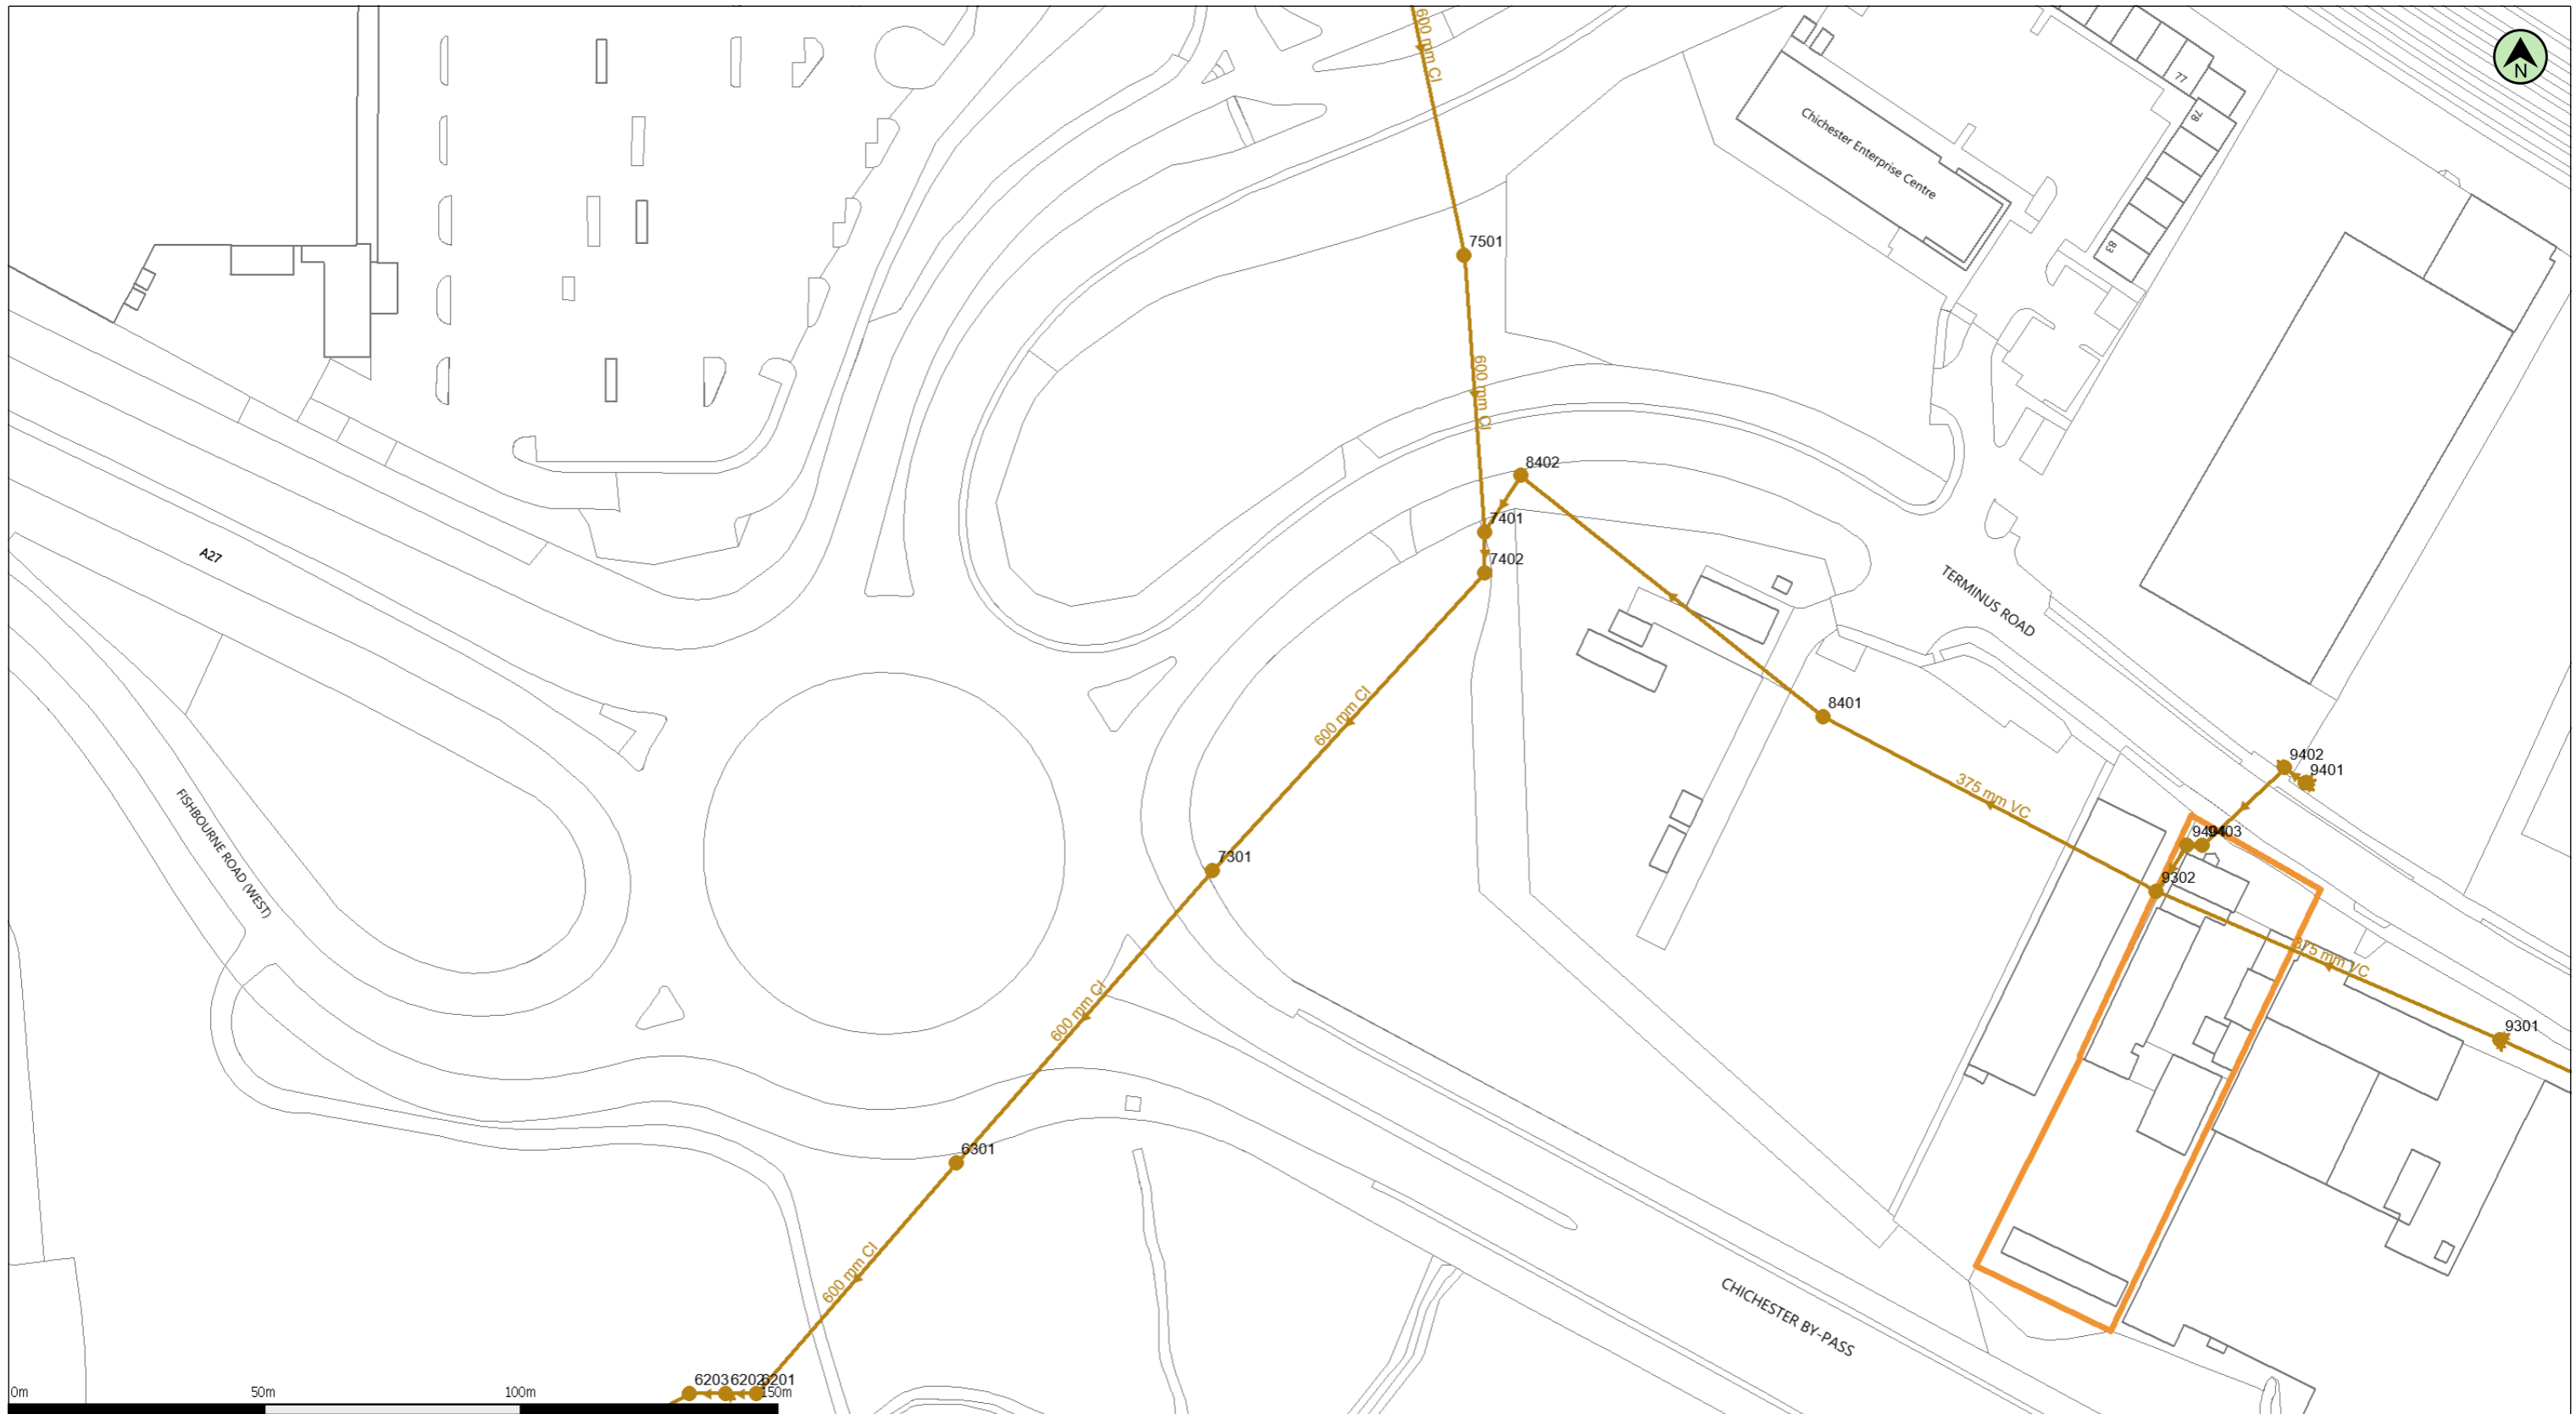 600 mm CI
N
77
78
Chichester Enterprise Centre
83
7501
600 mm CI
8402
7401
7402
A27
TERMINUS ROAD
600 mm CI
8401
9402
9401
375 mm VC
FISHBOURNE ROAD (WEST)
9403
7301
9302
375 mm VC
600 mm CI
9301
6301
600 mm CI
CHICHESTER BY-PASS
6203
6202
6201
0m
50m
100m
150m